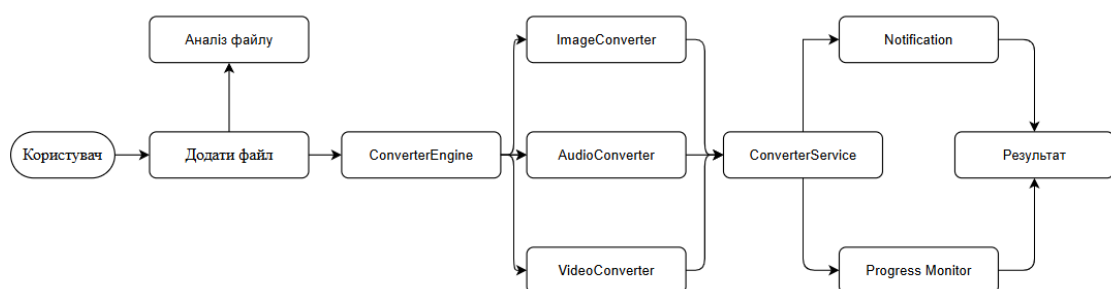 Аналіз файлу
ImageConverter
Notification
Користувач
Додати файл
ConverterEngine
AudioConverter
ConverterService
Результат
VideoConverter
Progress Monitor